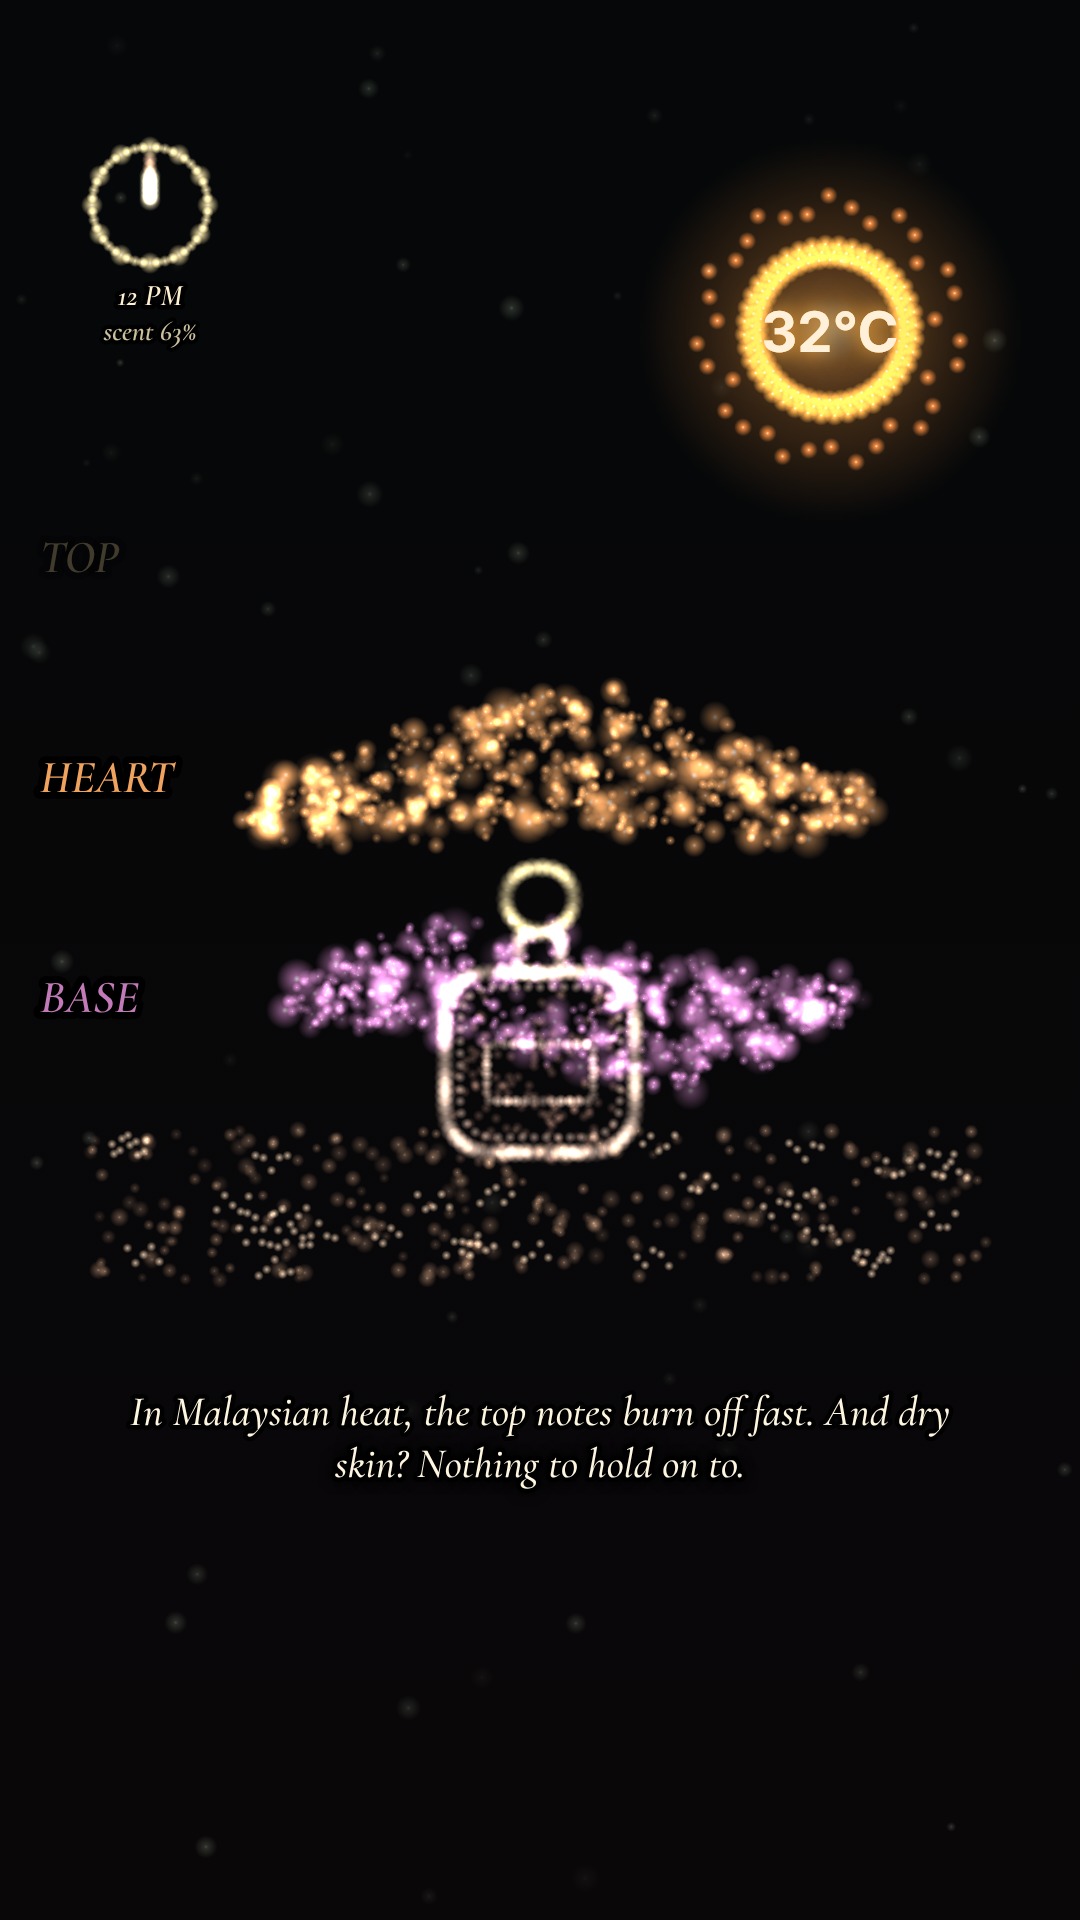 12 PM
scent 63%
32°C
TOP
HEART
BASE
In Malaysian heat, the top notes burn off fast. And dry
skin? Nothing to hold on to.